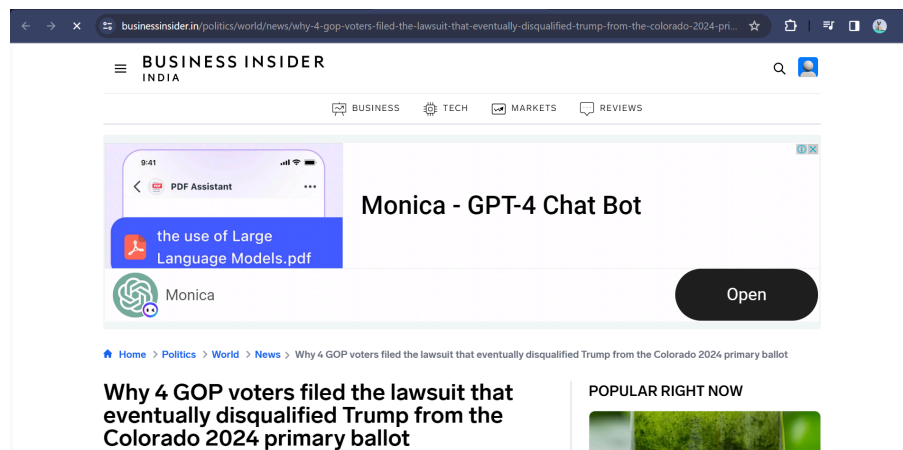 businessinsider.in/politics/world/news/why-4-gop-voters-filed-the-lawsuit-that-eventually-disqualified-trump-from-the-colorado-2024-pri...
BUSINESS INSIDER
INDIA
BUSINESS TECH MARKETS REVIEWS
9:41
PDF Assistant
the use of Large
Language Models.pdf
Monica - GPT-4 Chat Bot
Monica
Open
Home > Politics > World > News > Why 4 GOP voters filed the lawsuit that eventually disqualified Trump from the Colorado 2024 primary ballot
Why 4 GOP voters filed the lawsuit that
eventually disqualified Trump from the
Colorado 2024 primary ballot
POPULAR RIGHT NOW